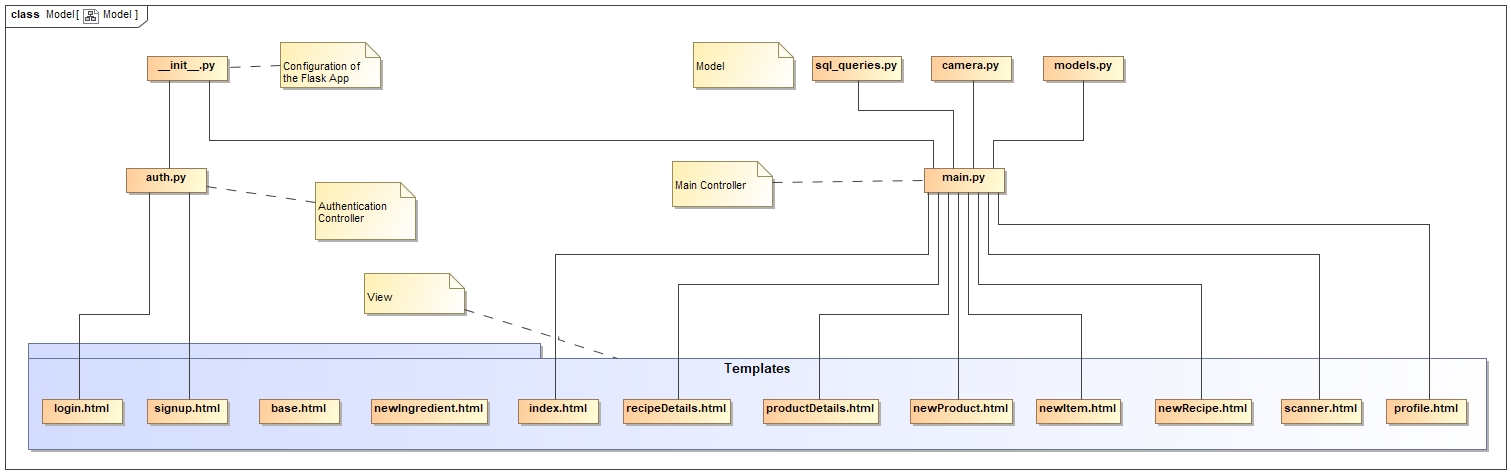 class Model[ Model ]
__init__.py
Configuration of
the Flask App
Model
sql_queries.py
camera.py
models.py
auth.py
Authentication
Controller
Main Controller
main.py
View
Templates
login.html
signup.html
base.html
newIngredient.html
index.html
recipeDetails.html
productDetails.html
newProduct.html
newItem.html
newRecipe.html
scanner.html
profile.html